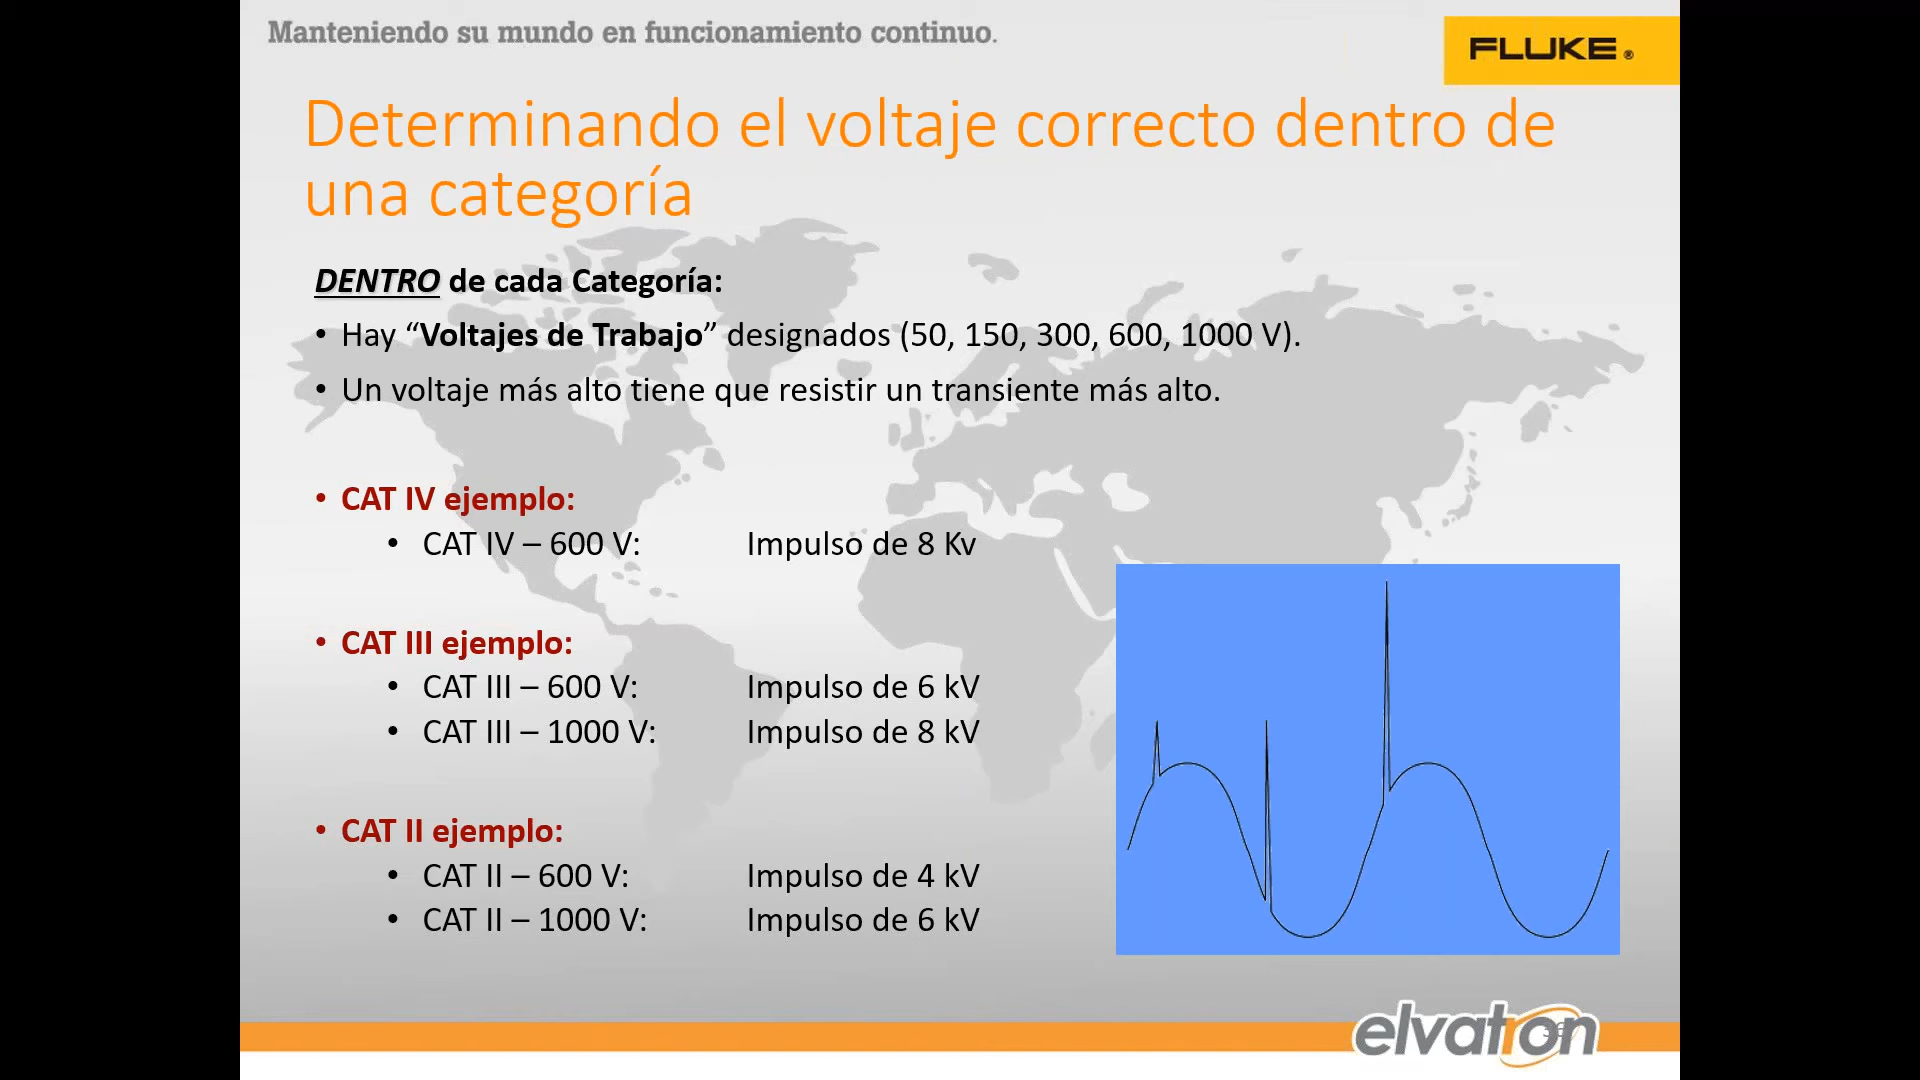 Manteniendo su mundo en funcionamiento continuo.
FLUKE®
Determinando el voltaje correcto dentro de
una categoría
DENTRO de cada Categoría:
• Hay “Voltajes de Trabajo” designados (50, 150, 300, 600, 1000 V).
• Un voltaje más alto tiene que resistir un transiente más alto.
• CAT IV ejemplo:
• CAT IV – 600 V: Impulso de 8 Kv
• CAT III ejemplo:
• CAT III – 600 V: Impulso de 6 kV
• CAT III – 1000 V: Impulso de 8 kV
• CAT II ejemplo:
• CAT II – 600 V: Impulso de 4 kV
• CAT II – 1000 V: Impulso de 6 kV
elvatron